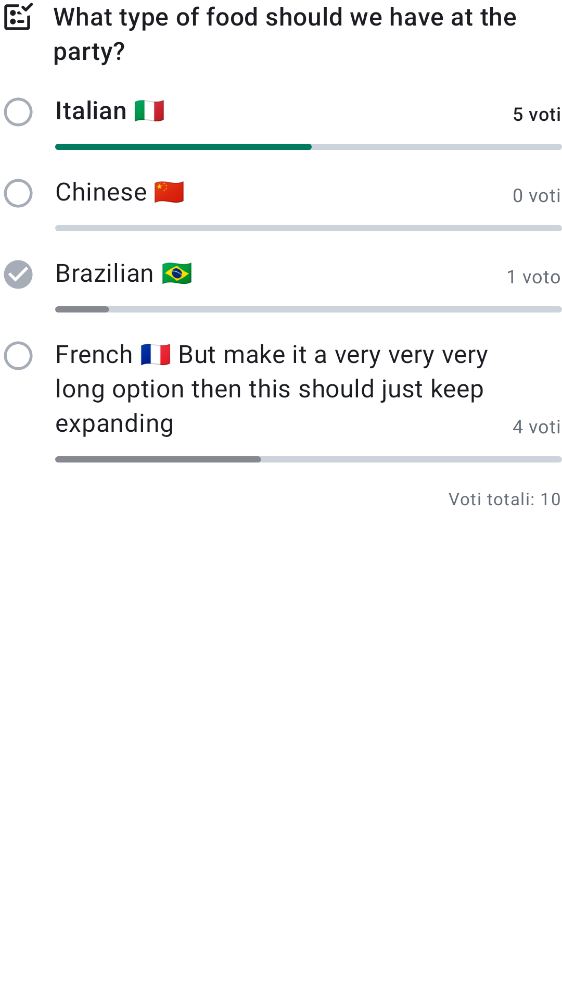 What type of food should we have at the
party?
Italian 🇮🇹
5 voti
Chinese 🇨🇳
0 voti
Brazilian 🇧🇷
1 voto
French 🇫🇷 But make it a very very very
long option then this should just keep
expanding
4 voti
Voti totali: 10